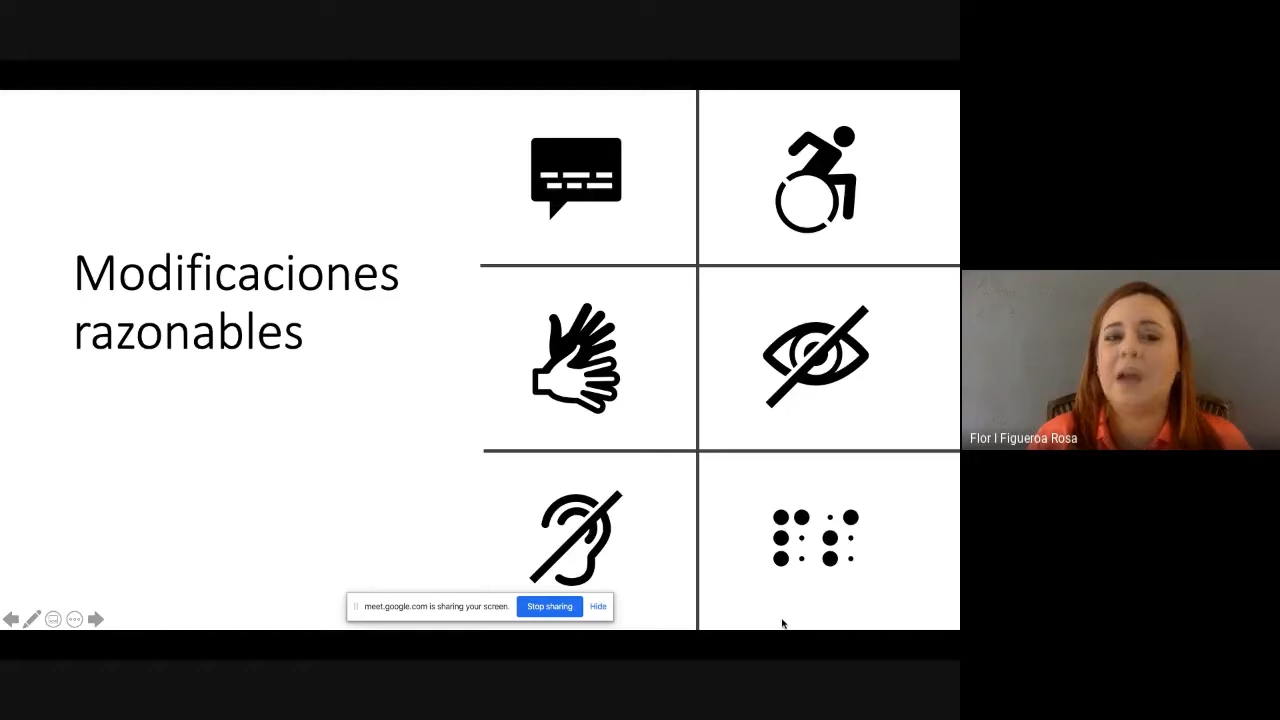 Modificaciones
razonables
Flor I Figueroa Rosa
meet.google.com is sharing your screen.
Stop sharing
Hide